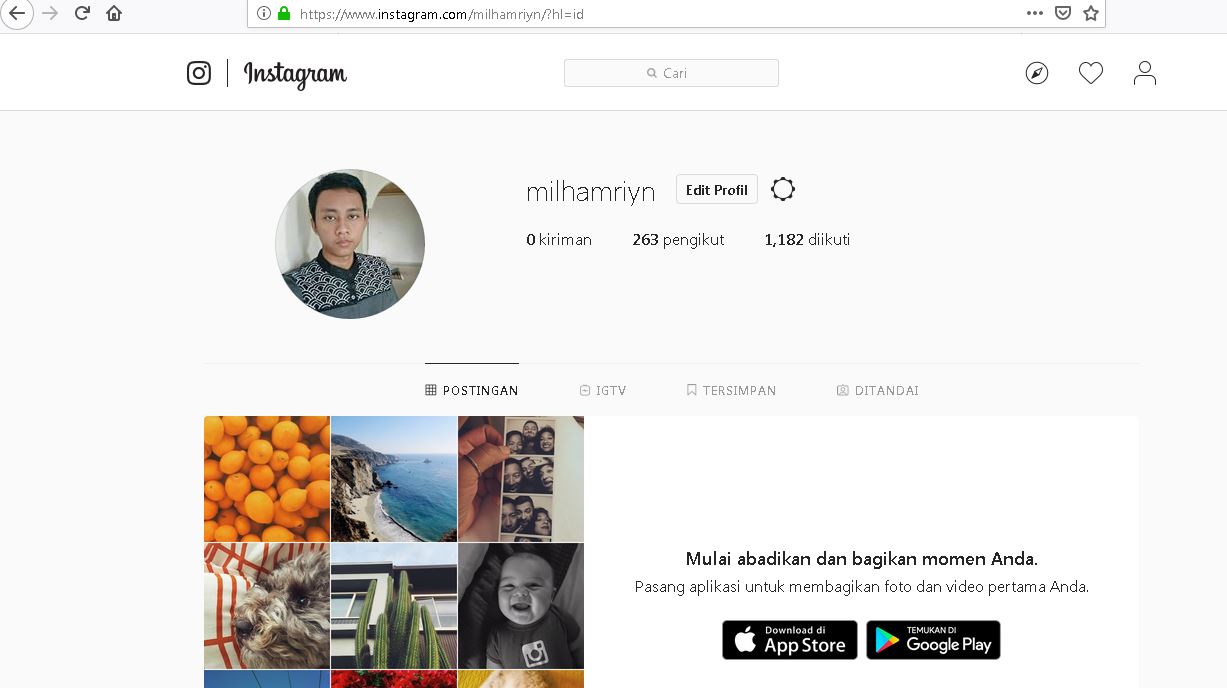 https://www.instagram.com/milhamriyn/?hl=id
Instagram
Cari
milhamriyn
Edit Profil
0 kiriman 263 pengikut 1,182 diikuti
POSTINGAN IGTV TERSIMPAN DITANDAI
Mulai abadikan dan bagikan momen Anda.
Pasang aplikasi untuk membagikan foto dan video pertama Anda.
Download di
App Store
TEMUKAN DI
Google Play